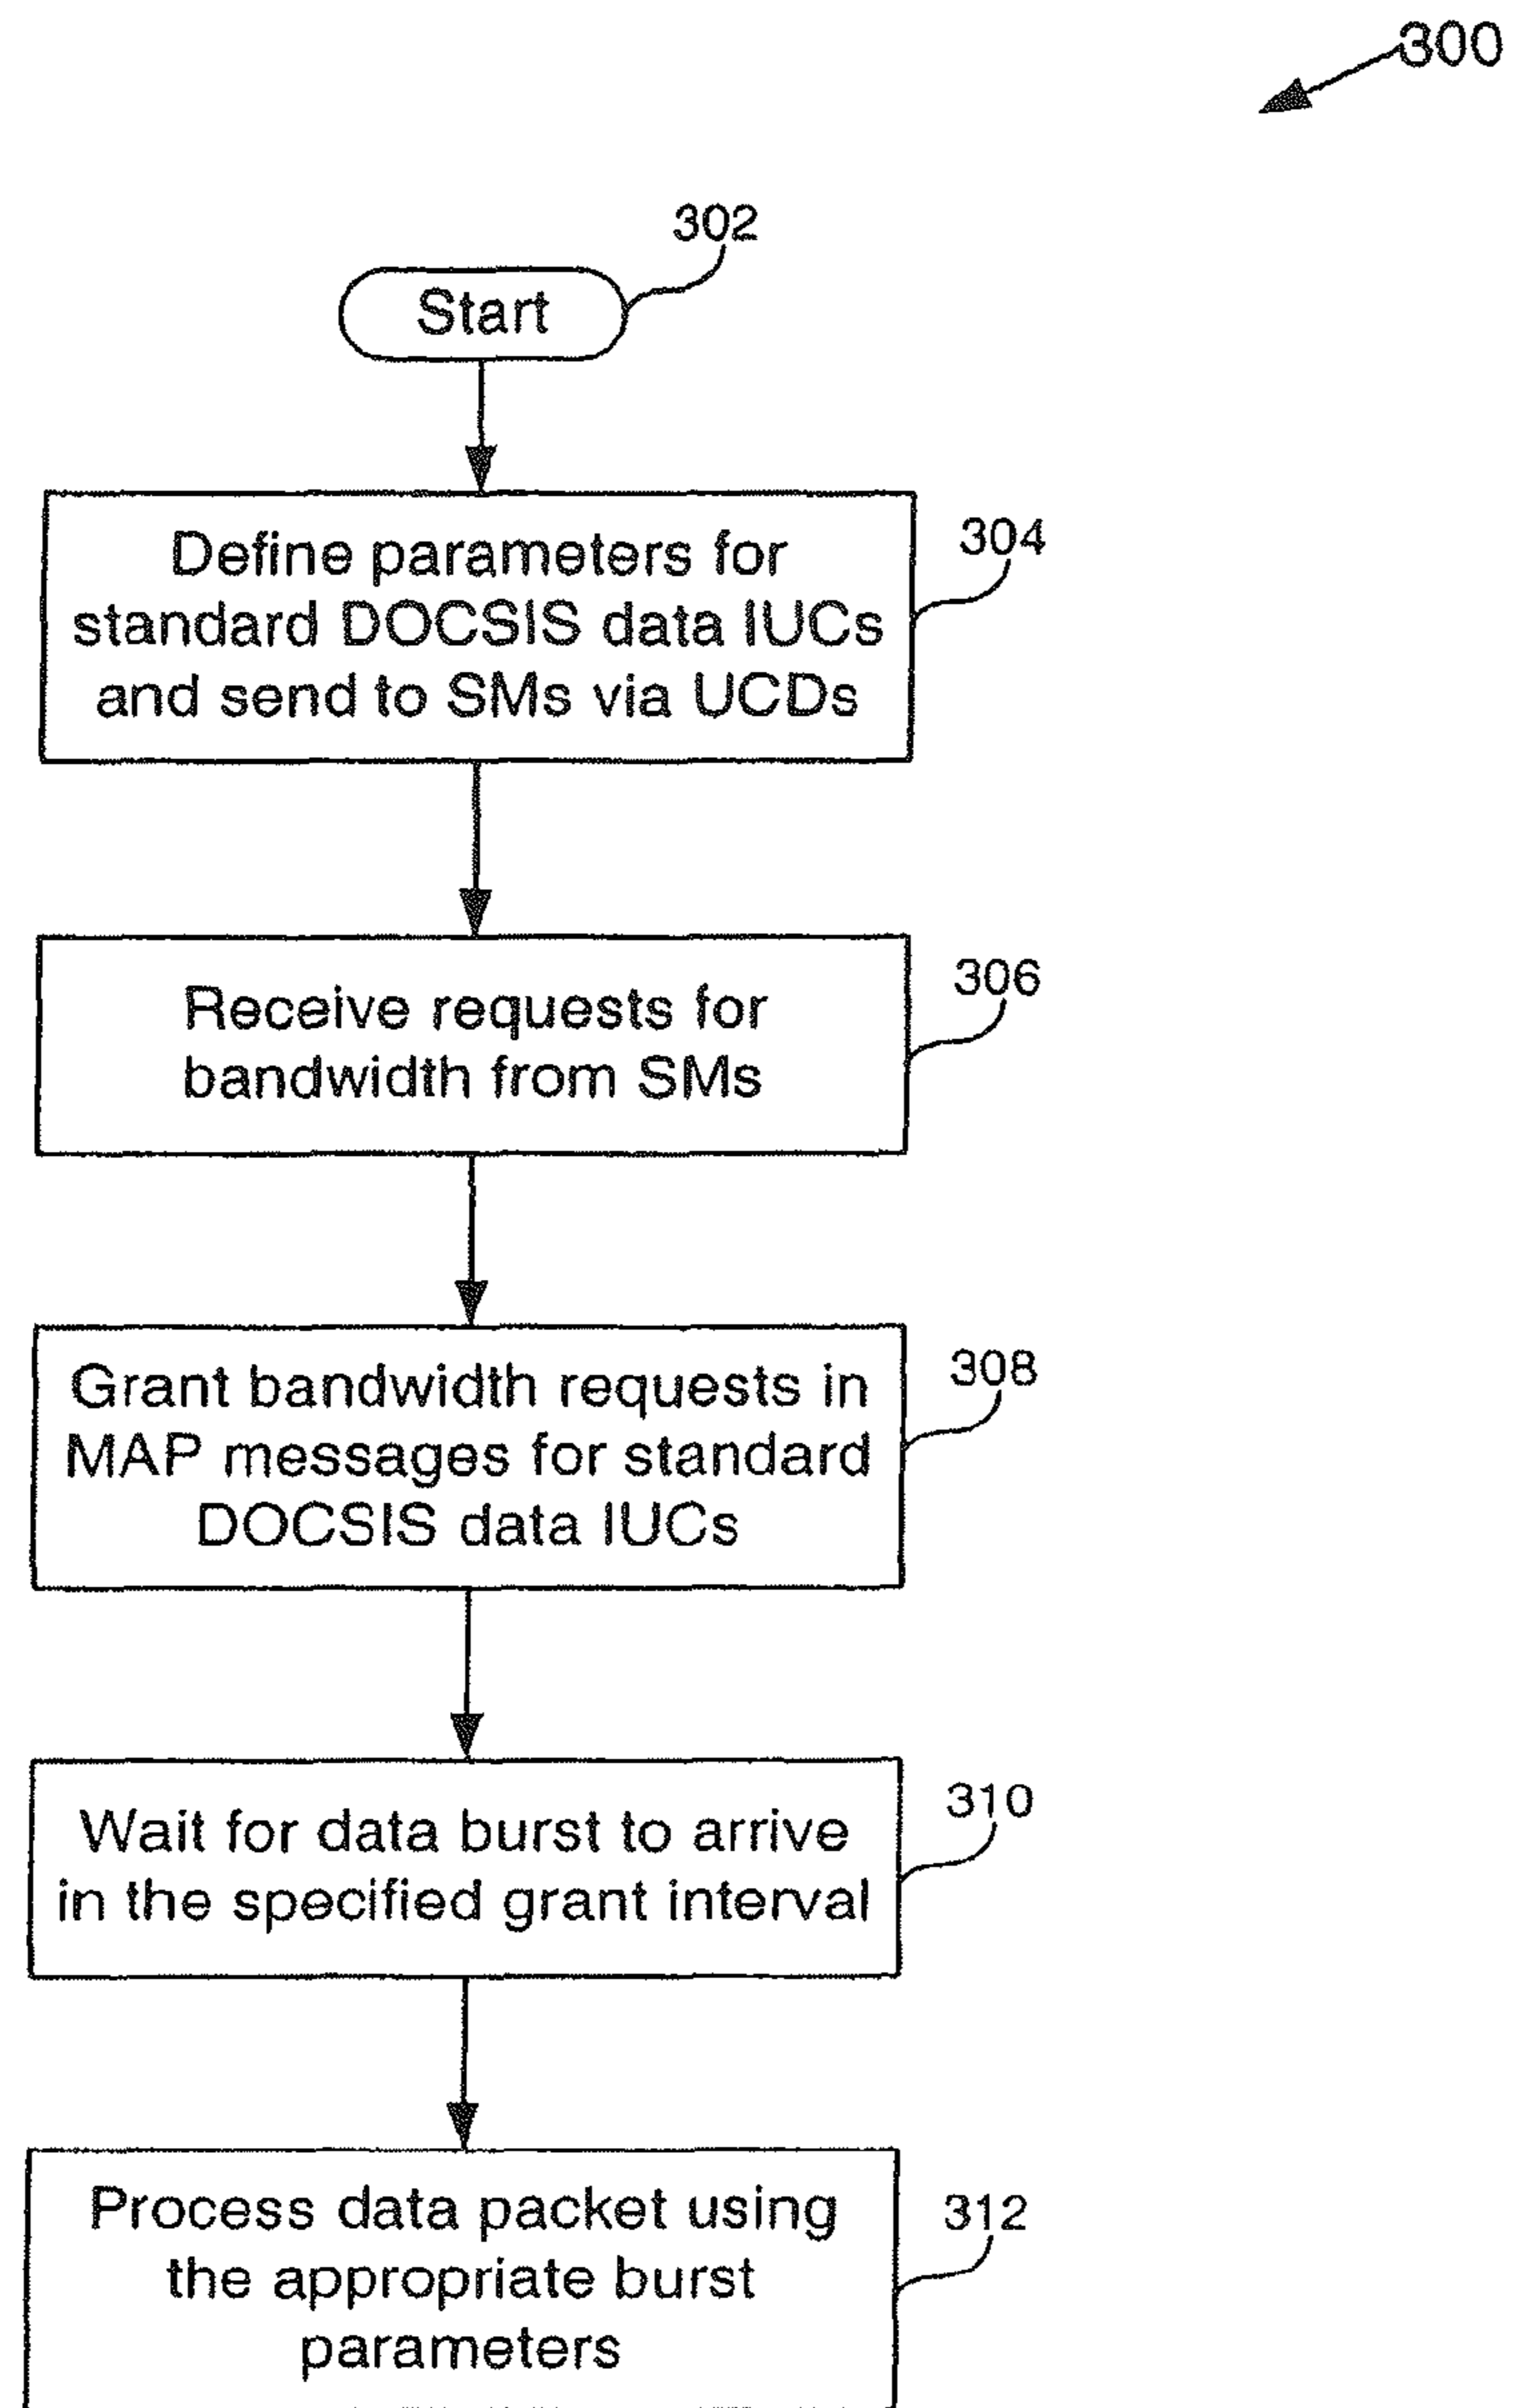 300
302
Start
304
Define parameters for
standard DOCSIS data IUCs
and send to SMs via UCDs
306
Receive requests for
bandwidth from SMs
308
Grant bandwidth requests in
MAP messages for standard
DOCSIS data IUCs
310
Wait for data burst to arrive
in the specified grant interval
312
Process data packet using
the appropriate burst
parameters